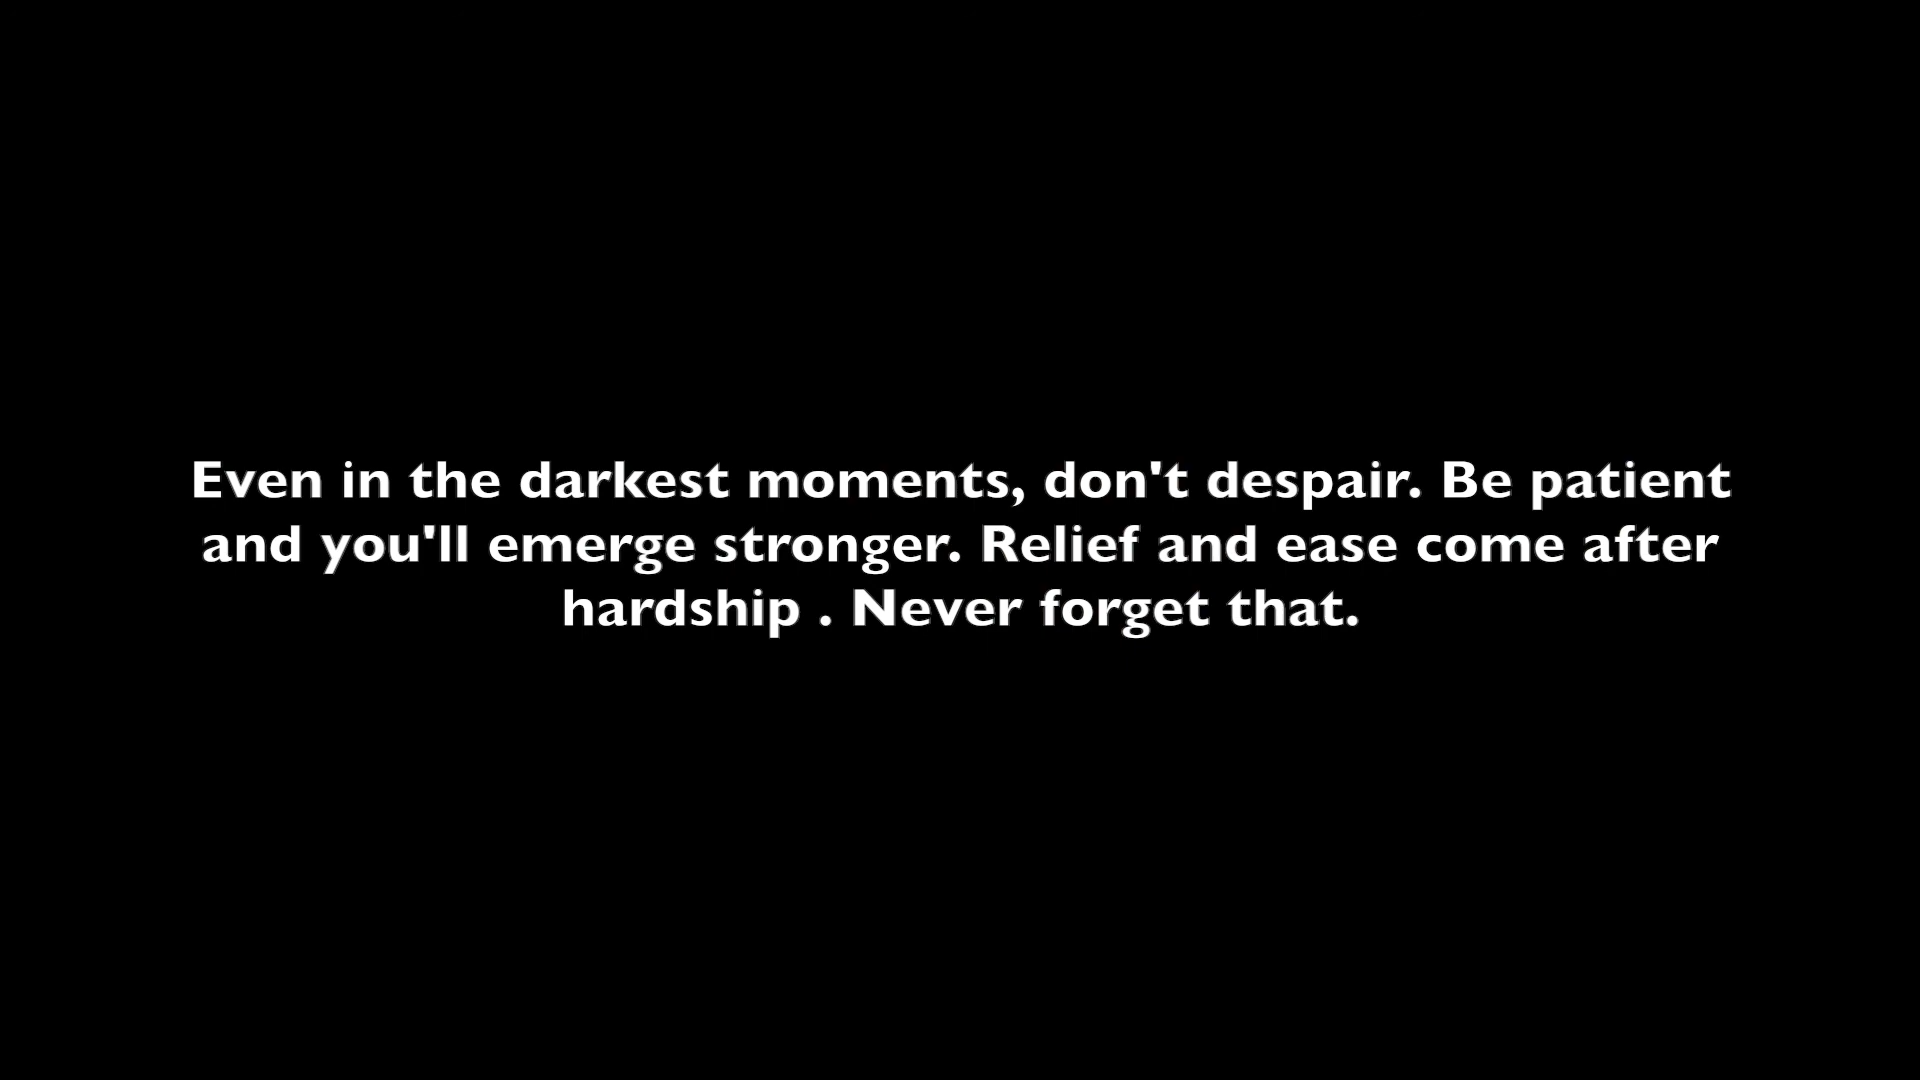 Even in the darkest moments, don't despair. Be patient
and you'll emerge stronger. Relief and ease come after
hardship . Never forget that.